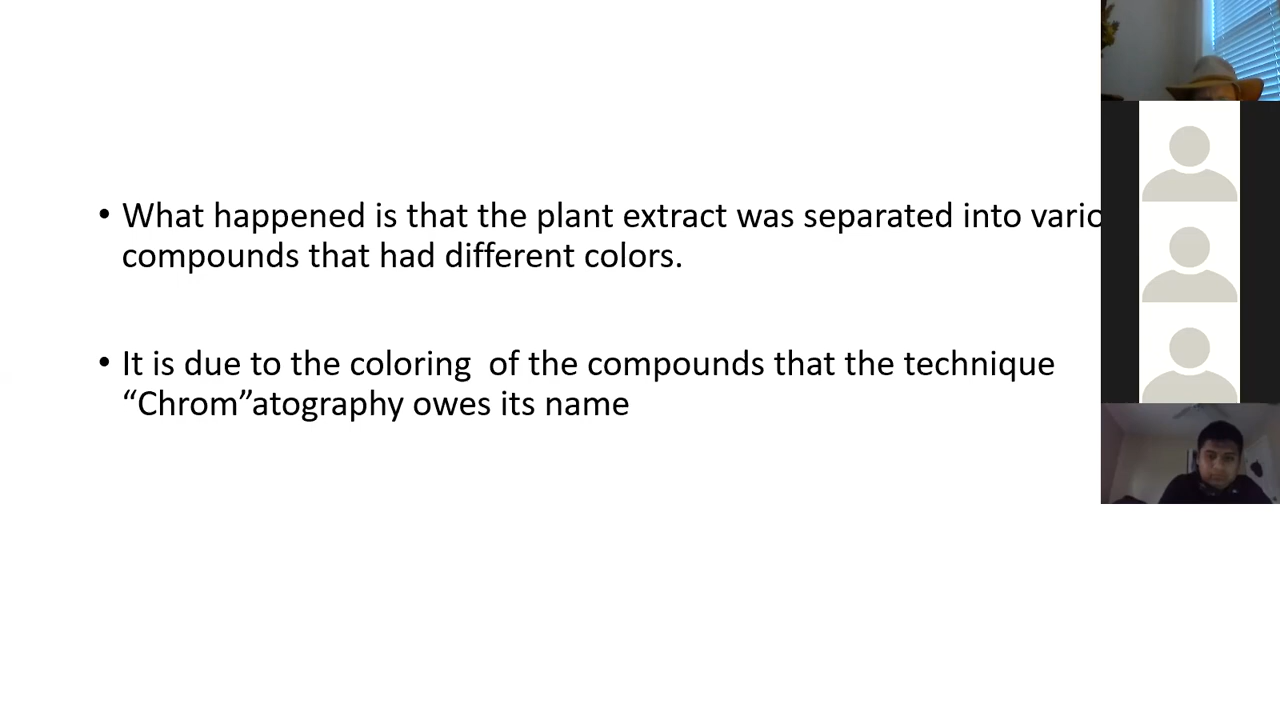 • What happened is that the plant extract was separated into vario
compounds that had different colors.
• It is due to the coloring  of the compounds that the technique
“Chrom”atography owes its name